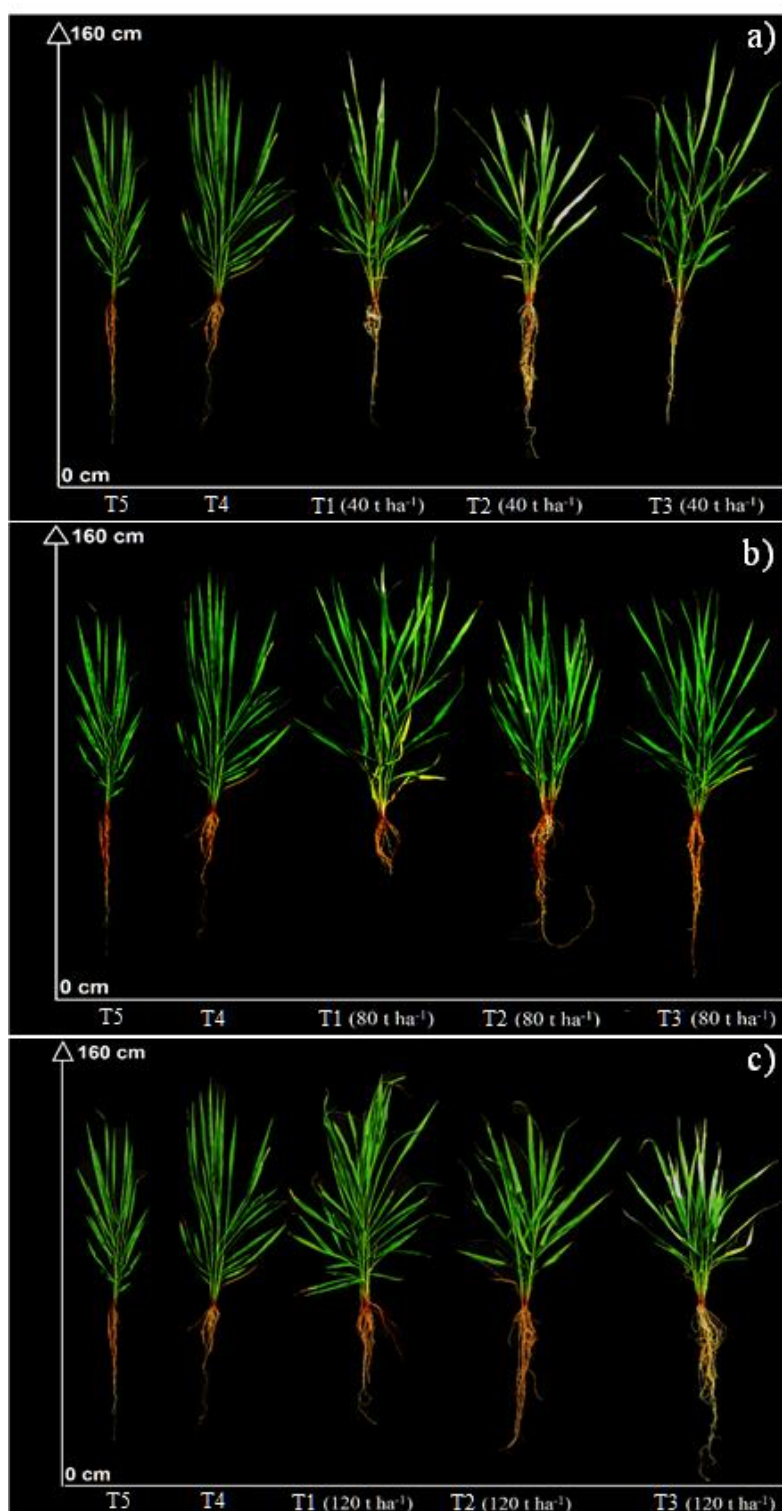 160 cm
a)
0 cm
T5 T4 T1 (40 t ha⁻¹) T2 (40 t ha⁻¹) T3 (40 t ha⁻¹)
160 cm
b)
0 cm
T5 T4 T1 (80 t ha⁻¹) T2 (80 t ha⁻¹) T3 (80 t ha⁻¹)
160 cm
c)
0 cm
T5 T4 T1 (120 t ha⁻¹) T2 (120 t ha⁻¹) T3 (120 t ha⁻¹)